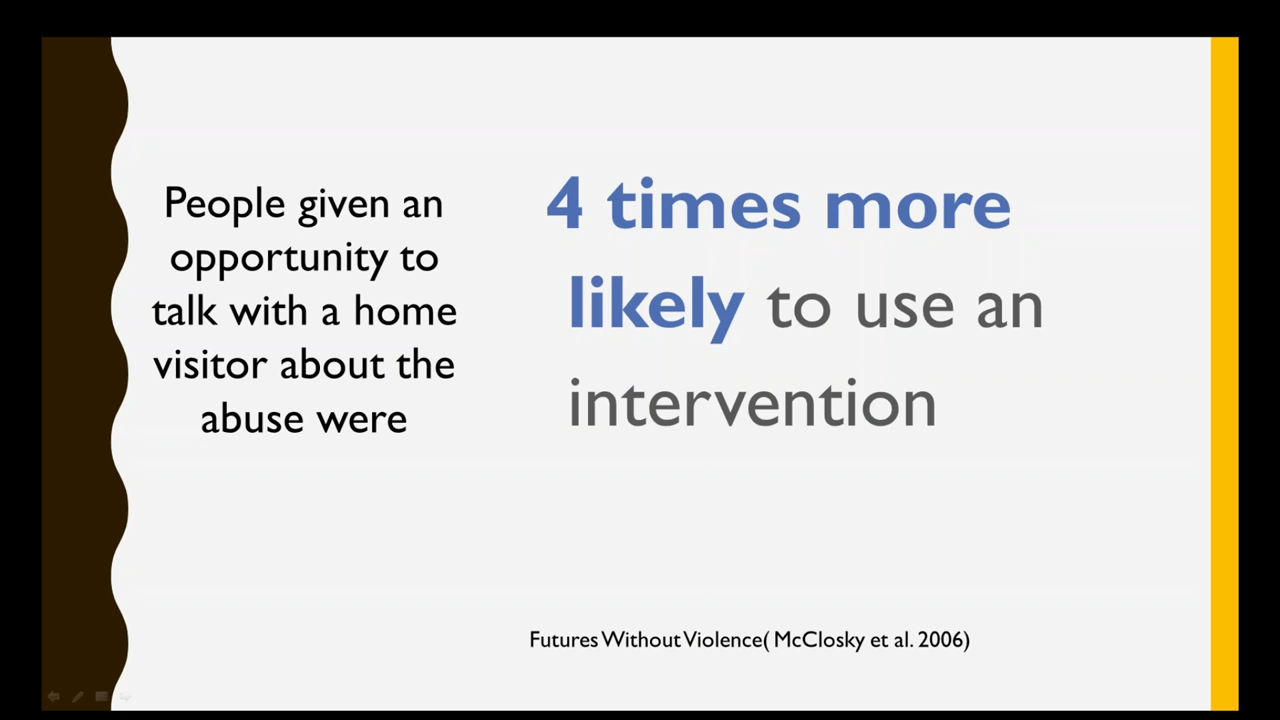 People given an
opportunity to
talk with a home
visitor about the
abuse were
4 times more
likely to use an
intervention
Futures Without Violence( McClosky et al. 2006)